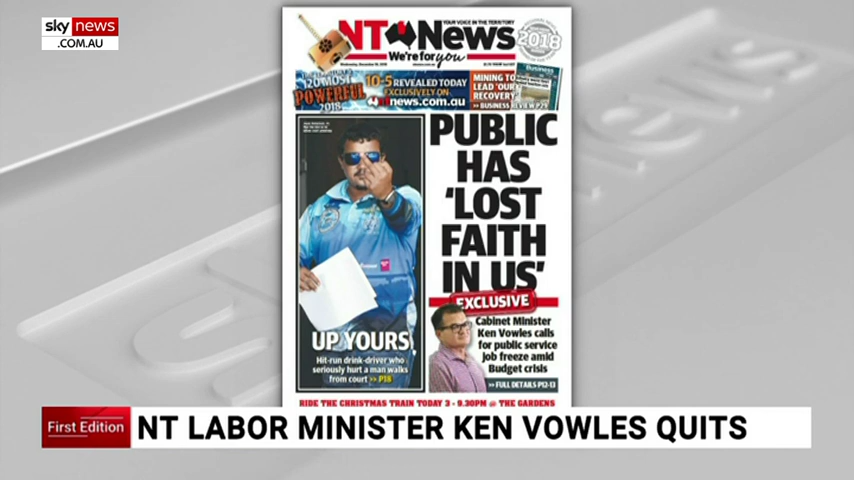 sky news
.COM.AU
YOUR VOICE IN THE TERRITORY
NT News
We're for you
2018
120 MOST
POWERFUL
2018
10-5 REVEALED TODAY
EXCLUSIVELY ON
ntnews.com.au
MINING TO
LEAD 'OUR
RECOVERY'
>> BUSINESS REVIEW P29
Business
PUBLIC
HAS
'LOST
FAITH
IN US'
EXCLUSIVE
Cabinet Minister
Ken Vowles calls
for public service
job freeze amid
Budget crisis
>> FULL DETAILS P12-13
UP YOURS
Hit-run drink-driver who
seriously hurt a man walks
from court >> P18
RIDE THE CHRISTMAS TRAIN TODAY 3 - 9.30PM @ THE GARDENS
First Edition
NT LABOR MINISTER KEN VOWLES QUITS